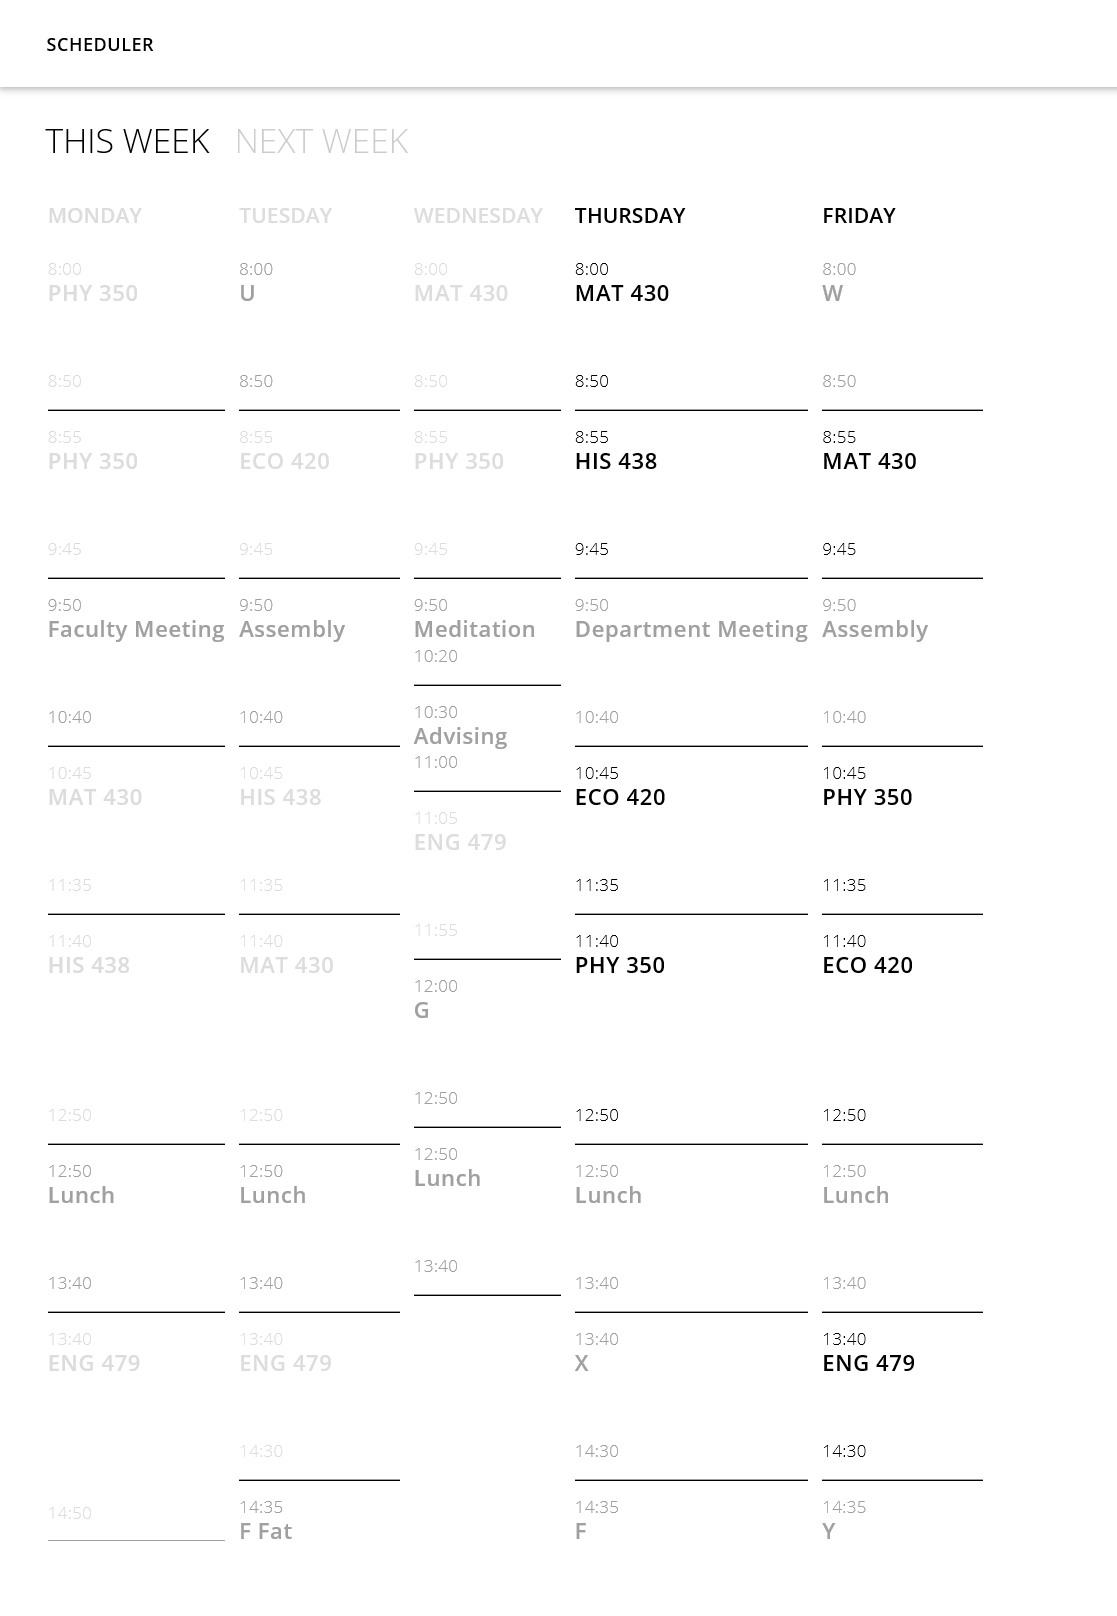 SCHEDULER
THIS WEEK NEXT WEEK
MONDAY
8:00
PHY 350
8:50
8:55
PHY 350
9:45
9:50
Faculty Meeting
10:40
10:45
MAT 430
11:35
11:40
HIS 438
12:50
12:50
Lunch
13:40
13:40
ENG 479
14:50
TUESDAY
8:00
U
8:50
8:55
ECO 420
9:45
9:50
Assembly
10:40
10:45
HIS 438
11:35
11:40
MAT 430
12:50
12:50
Lunch
13:40
13:40
ENG 479
14:30
14:35
F Fat
WEDNESDAY
8:00
MAT 430
8:50
8:55
PHY 350
9:45
9:50
Meditation
10:20
10:30
Advising
11:00
11:05
ENG 479
11:55
12:00
G
12:50
12:50
Lunch
13:40
THURSDAY
8:00
MAT 430
8:50
8:55
HIS 438
9:45
9:50
Department Meeting
10:40
10:45
ECO 420
11:35
11:40
PHY 350
12:50
12:50
Lunch
13:40
13:40
X
14:30
14:35
F
FRIDAY
8:00
W
8:50
8:55
MAT 430
9:45
9:50
Assembly
10:40
10:45
PHY 350
11:35
11:40
ECO 420
12:50
12:50
Lunch
13:40
13:40
ENG 479
14:30
14:35
Y